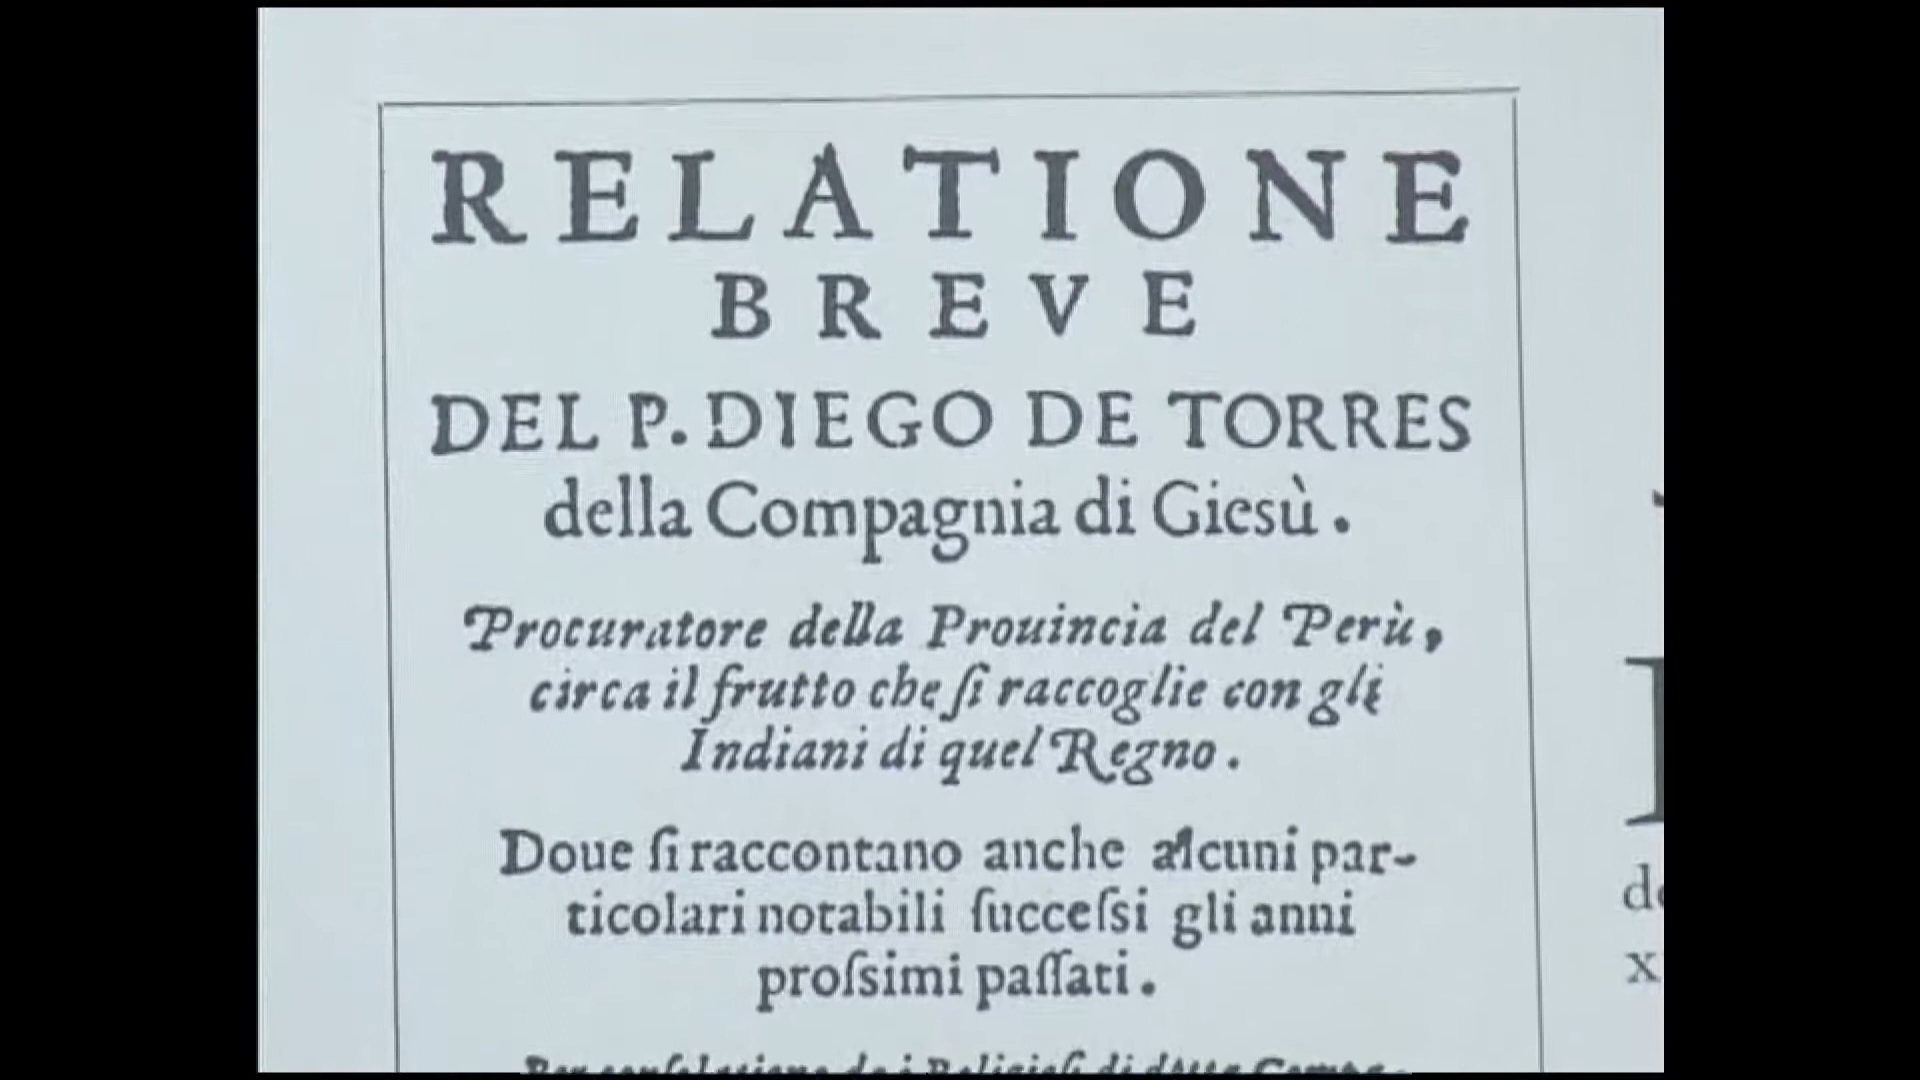 RELATIONE
BREVE
DEL P. DIEGO DE TORRES
della Compagnia di Giesù.
Procuratore della Prouincia del Perù,
circa il frutto che ſi raccoglie con gli
Indiani di quel Regno.
Doue ſi raccontano anche alcuni par-
ticolari notabili ſucceſsi gli anni
proſsimi paſſati.